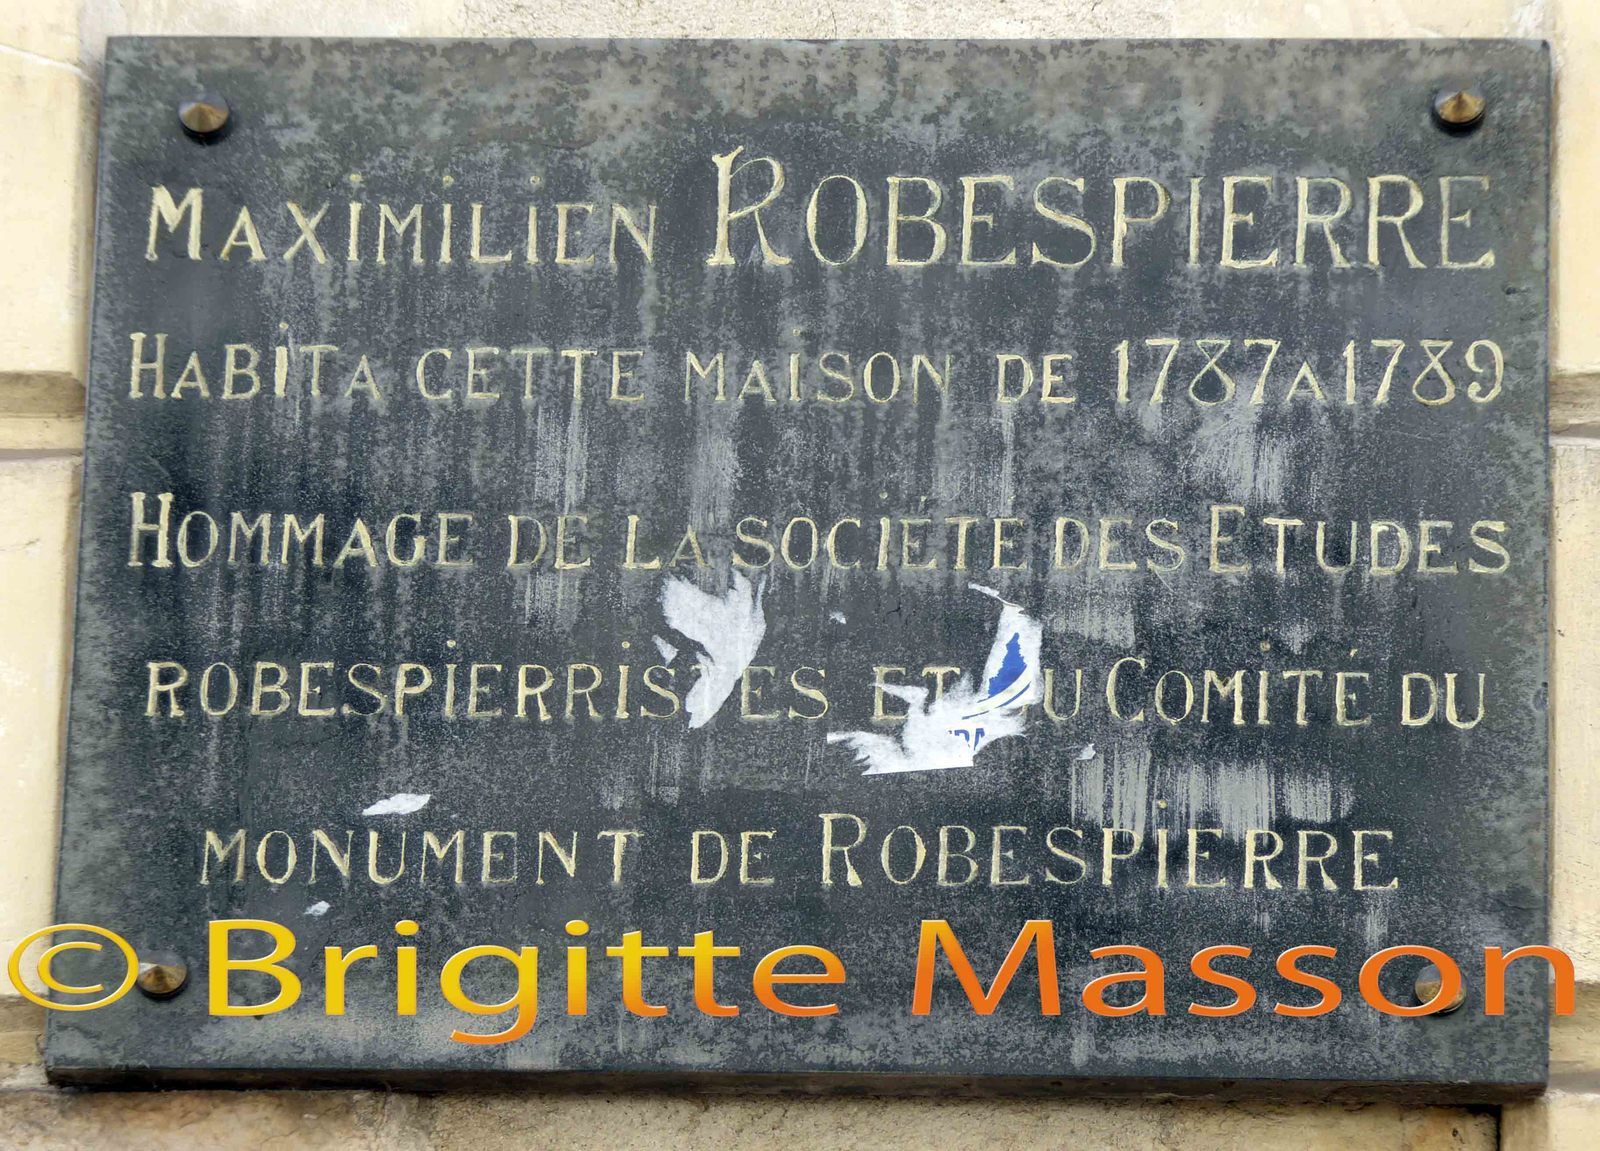 MAXIMILIEN ROBESPIERRE
HABITA CETTE MAISON DE 1787 A 1789
HOMMAGE DE LA SOCIÉTE DES ETUDES
ROBESPIERRISTES ET DU COMITÉ DU
MONUMENT DE ROBESPIERRE
© Brigitte Masson